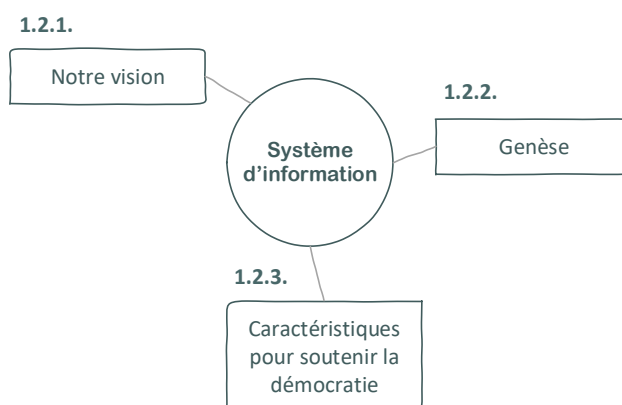 1.2.1.
Notre vision
1.2.2.
Genèse
Système
d'information
1.2.3.
Caractéristiques
pour soutenir la
démocratie